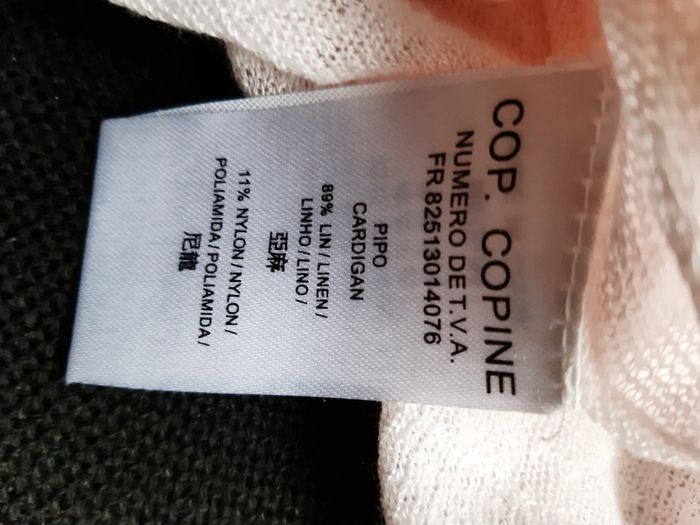 COP. COPINE
NUMERO DE T.V.A.
FR 82513014076
PIPO
CARDIGAN
89% LIN / LINEN /
LINHO / LINO /
亞麻
11% NYLON / NYLON /
POLIAMIDA / POLIAMIDA /
尼龍